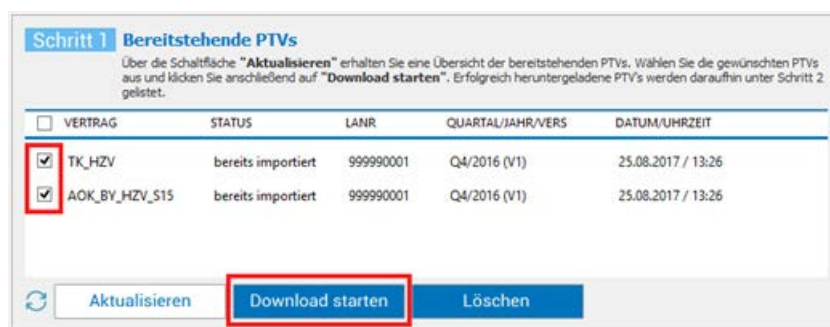 Schritt 1 Bereitstehende PTVs
Über die Schaltfläche "Aktualisieren" erhalten Sie eine Übersicht der bereitstehenden PTVs. Wählen Sie die gewünschten PTVs
aus und klicken Sie anschließend auf "Download starten". Erfolgreich heruntergeladene PTV's werden daraufhin unter Schritt 2
gelistet.
VERTRAG STATUS LANR QUARTAL/JAHR/VERS DATUM/UHRZEIT
TK_HZV bereits importiert 999990001 Q4/2016 (V1) 25.08.2017 / 13:26
AOK_BY_HZV_S15 bereits importiert 999990001 Q4/2016 (V1) 25.08.2017 / 13:26
Aktualisieren Download starten Löschen